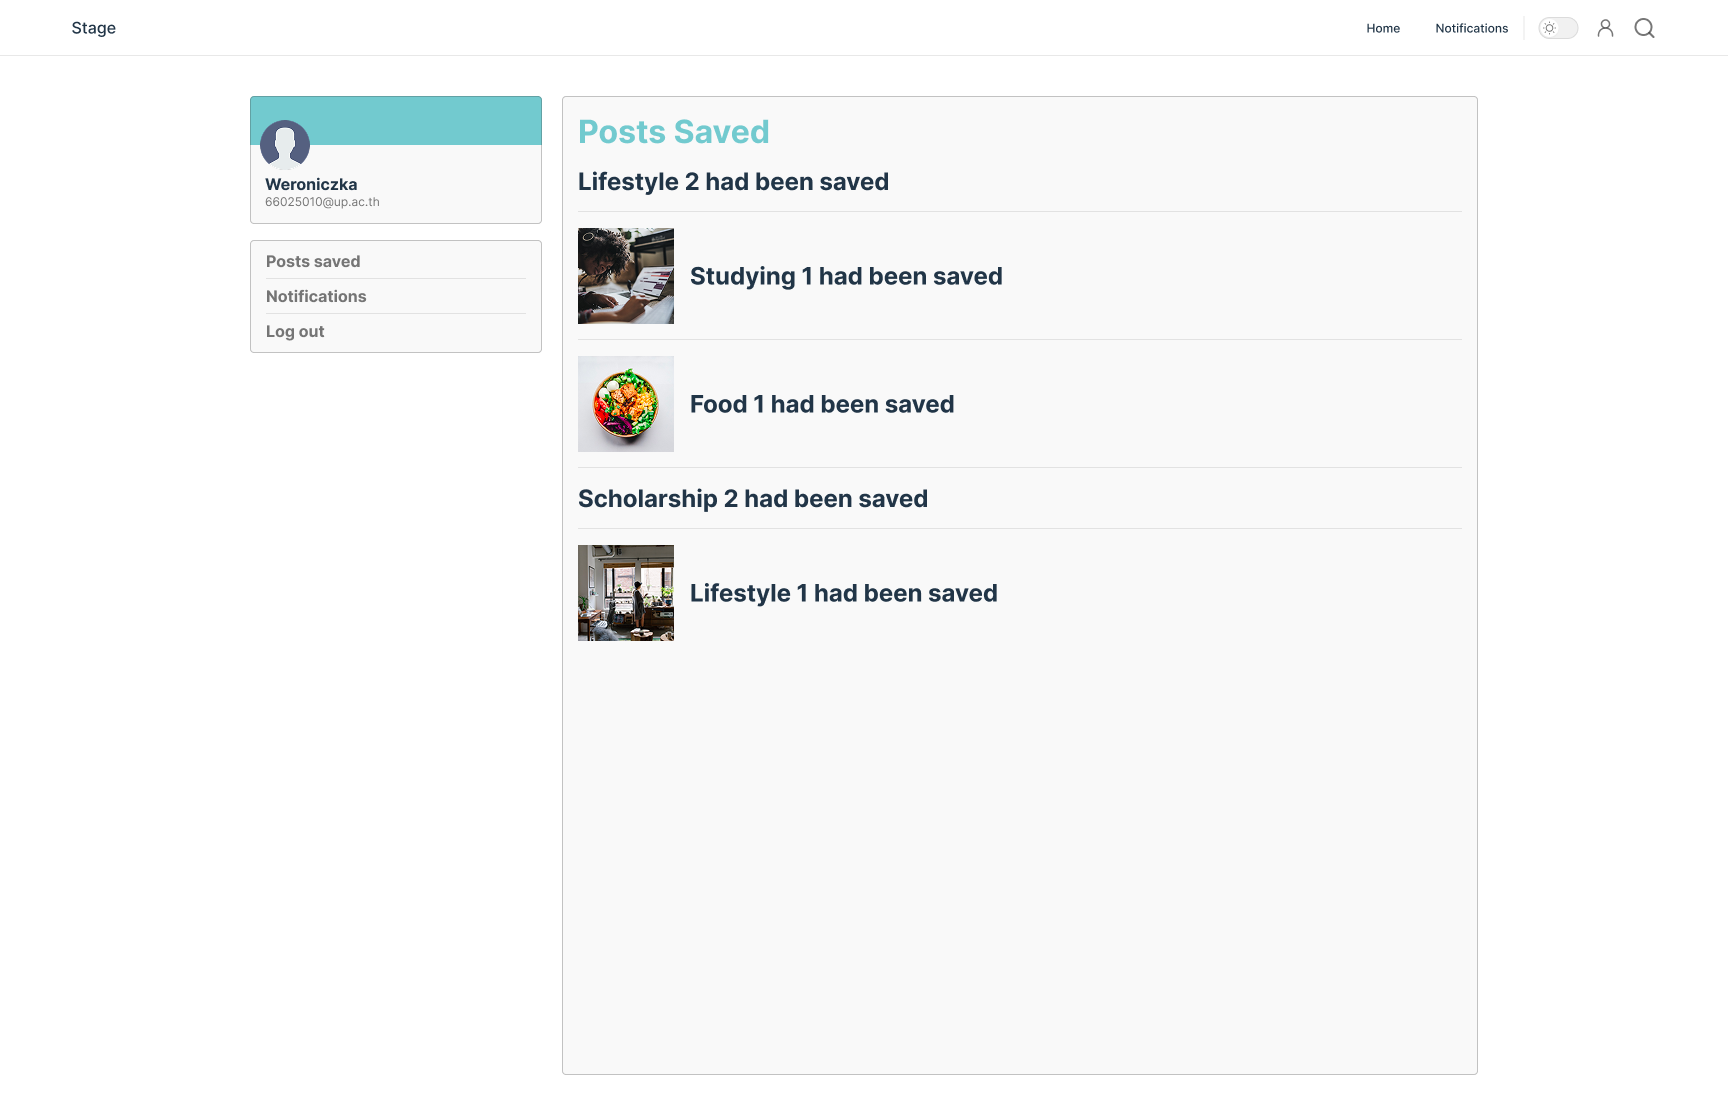 Stage
Home
Notifications
Weroniczka
66025010@up.ac.th
Posts saved
Notifications
Log out
Posts Saved
Lifestyle 2 had been saved
Studying 1 had been saved
Food 1 had been saved
Scholarship 2 had been saved
Lifestyle 1 had been saved